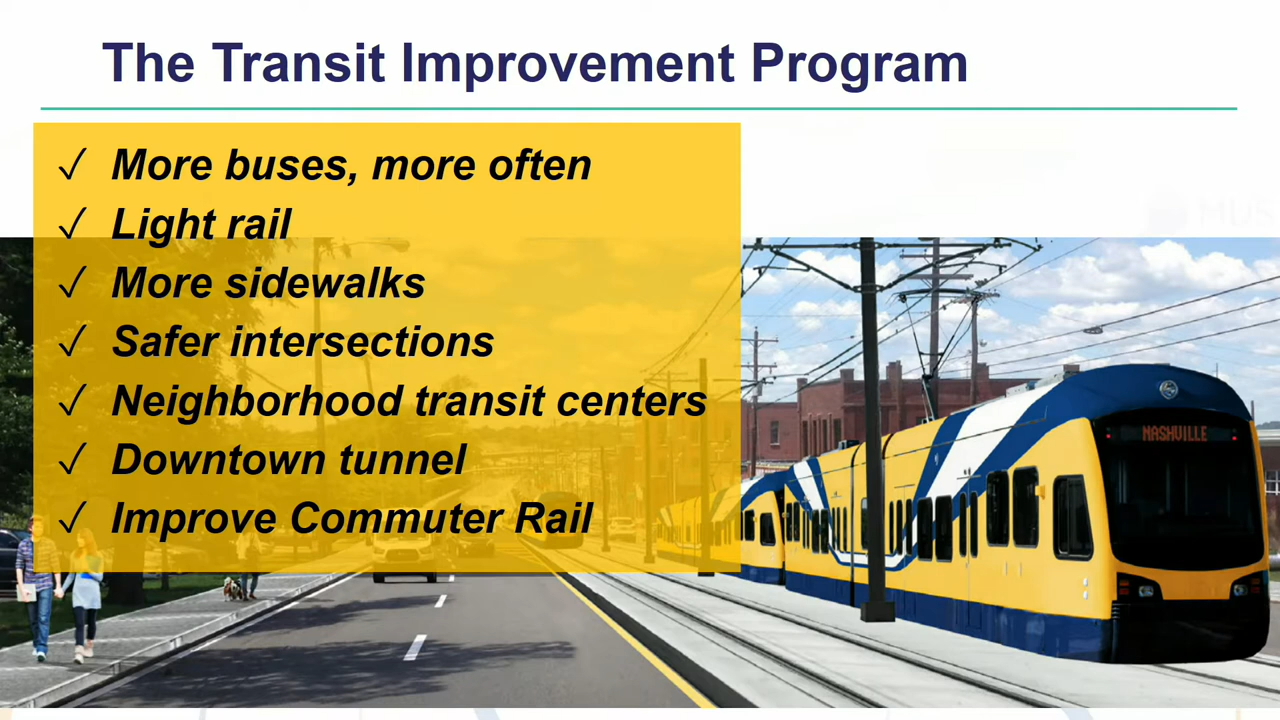 The Transit Improvement Program
✓ More buses, more often
✓ Light rail
✓ More sidewalks
✓ Safer intersections
✓ Neighborhood transit centers
✓ Downtown tunnel
✓ Improve Commuter Rail
NASHVILLE